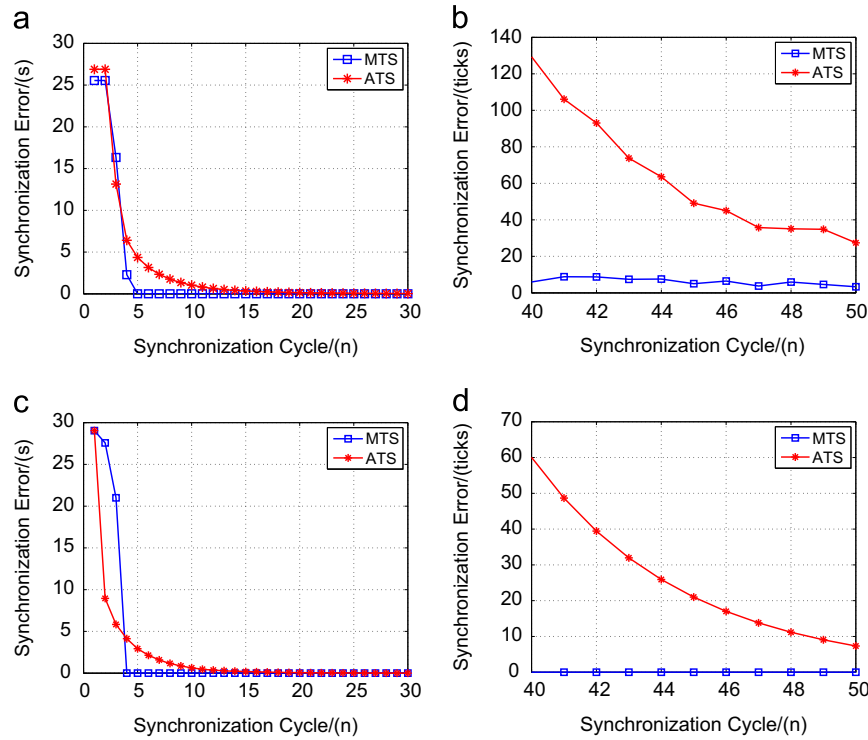 a
30
25
20
15
10
5
0
0 5 10 15 20 25 30
Synchronization Error/(s)
Synchronization Cycle/(n)
MTS
ATS
b
140
120
100
80
60
40
20
0
40 42 44 46 48 50
Synchronization Error/(ticks)
Synchronization Cycle/(n)
MTS
ATS
c
30
25
20
15
10
5
0
0 5 10 15 20 25 30
Synchronization Error/(s)
Synchronization Cycle/(n)
MTS
ATS
d
70
60
50
40
30
20
10
0
40 42 44 46 48 50
Synchronization Error/(ticks)
Synchronization Cycle/(n)
MTS
ATS